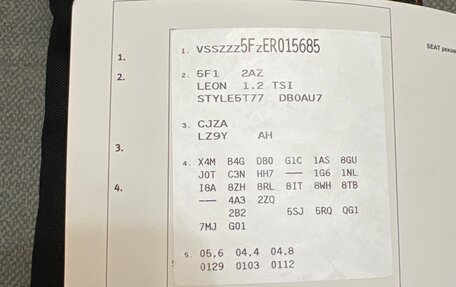 1.
2.
3.
4.
1. VSSZZZ5FzER015685
2. 5F1 2AZ
LEON 1.2 TSI
STYLE5T77 DB0AU7
3. CJZA
LZ9Y AH
4. X4M B4G DB0 G1C 1AS 8GU
J0T C3N HH7 --- 1G6 1NL
I8A 8ZH 8RL 8IT 8WH 8TB
--- 4A3 2ZQ
2B2 5SJ 5RQ QG1
7MJ G01
5. 05,6 04,4 04,8
0129 0103 0112
SEAT реком